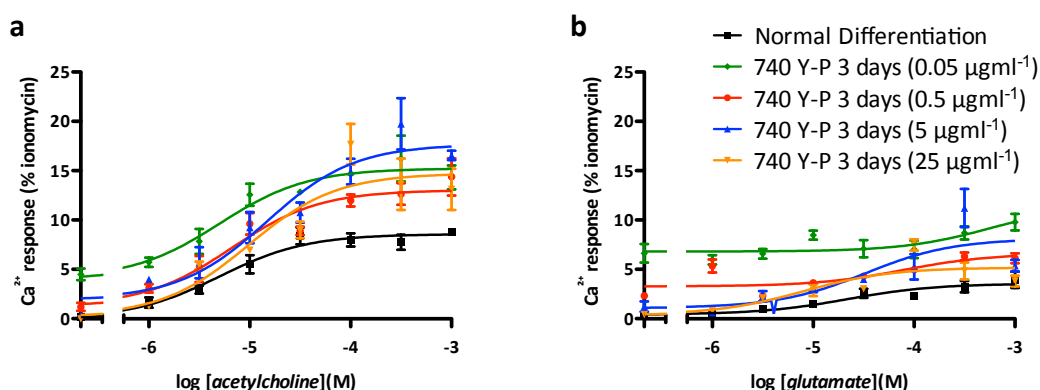 a
Ca²⁺ response (% ionomycin)
25
20
15
10
5
0
-6
-5
-4
-3
log [acetylcholine](M)
b
Normal Differentiation
740 Y-P 3 days (0.05 µgml⁻¹)
740 Y-P 3 days (0.5 µgml⁻¹)
740 Y-P 3 days (5 µgml⁻¹)
740 Y-P 3 days (25 µgml⁻¹)
Ca²⁺ response (% ionomycin)
25
20
15
10
5
0
-6
-5
-4
-3
log [glutamate](M)